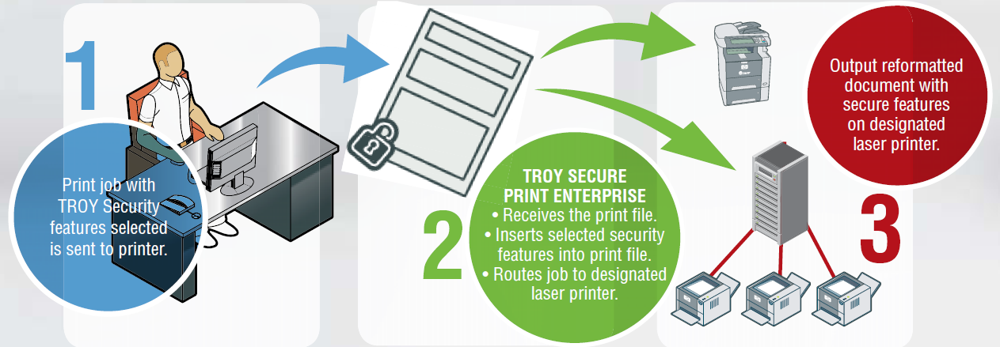 1
Print job with
TROY Security
features selected
is sent to printer.
2
TROY SECURE
PRINT ENTERPRISE
• Receives the print file.
• Inserts selected security
features into print file.
• Routes job to designated
laser printer.
Output reformatted
document with
secure features
on designated
laser printer.
3